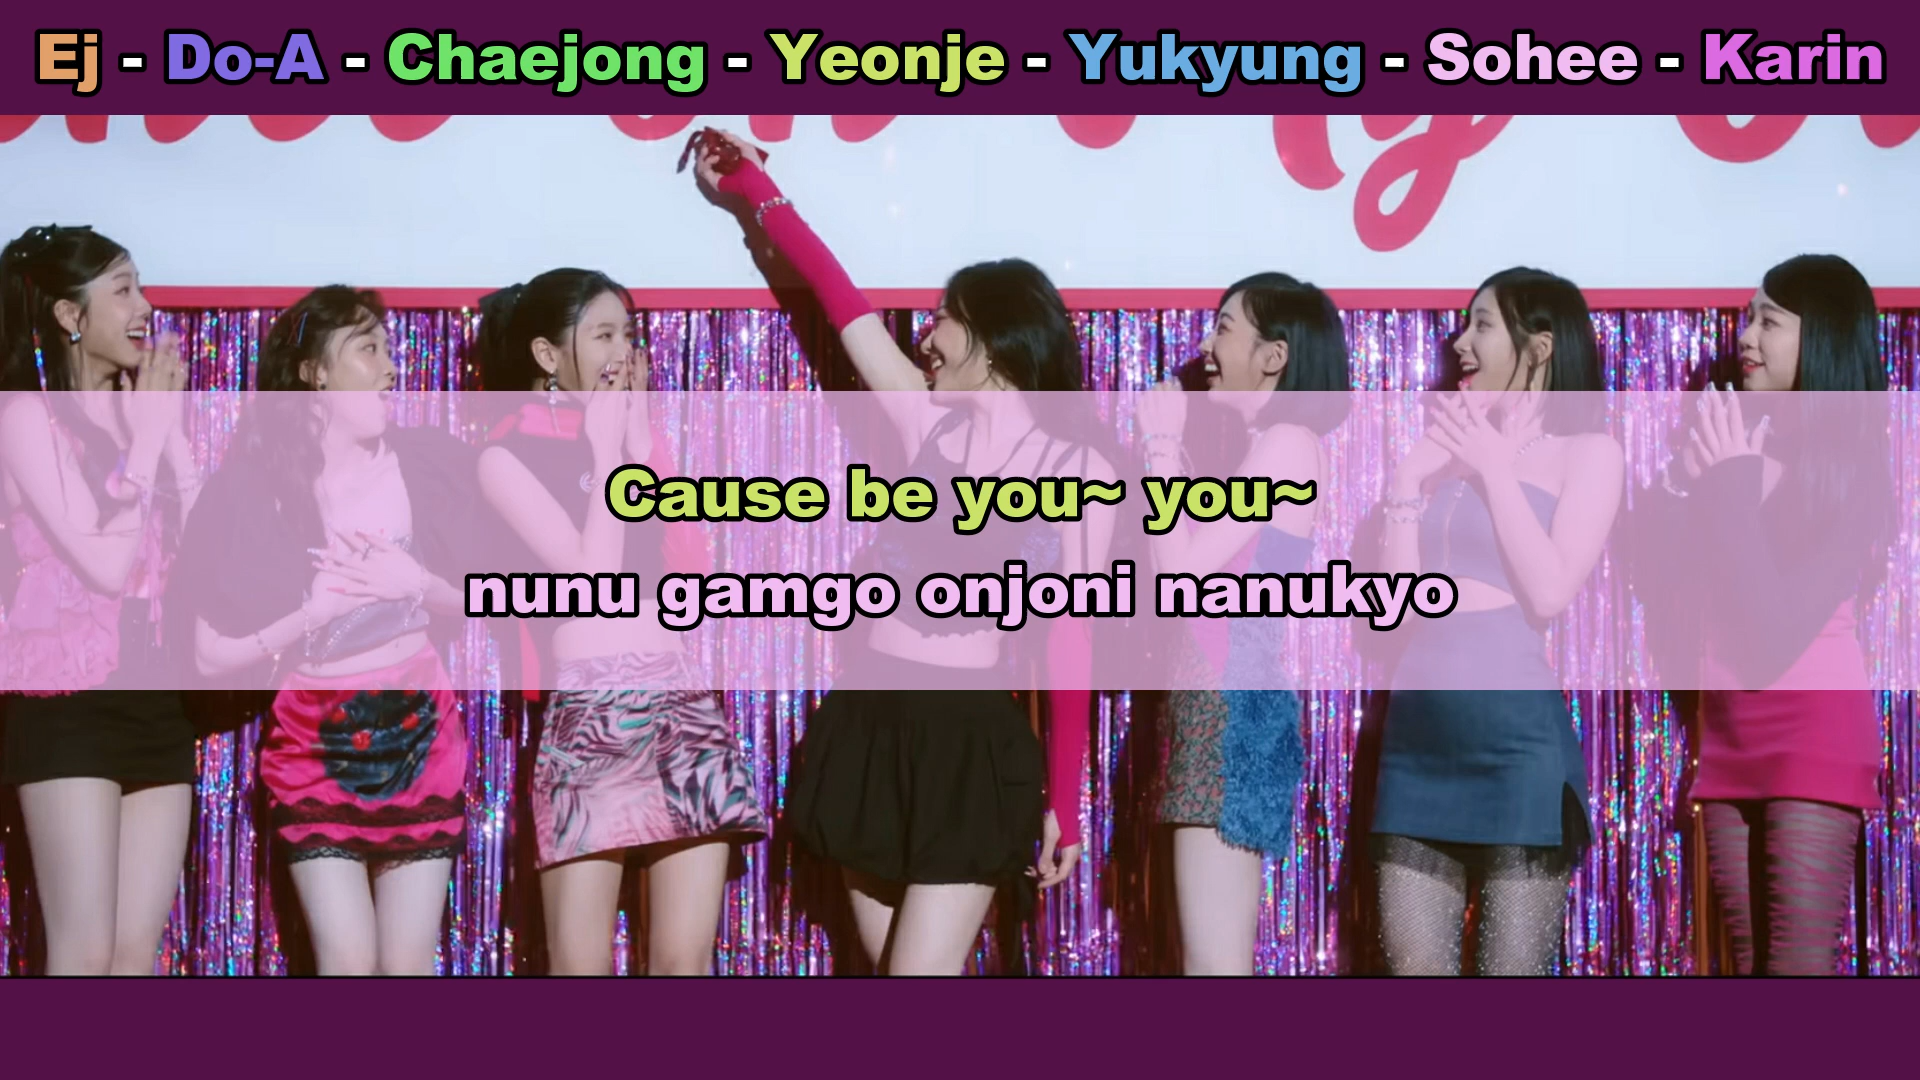 Ej - Do-A - Chaejong - Yeonje - Yukyung - Sohee - Karin
Cause be you~ you~
nunu gamgo onjoni nanukyo